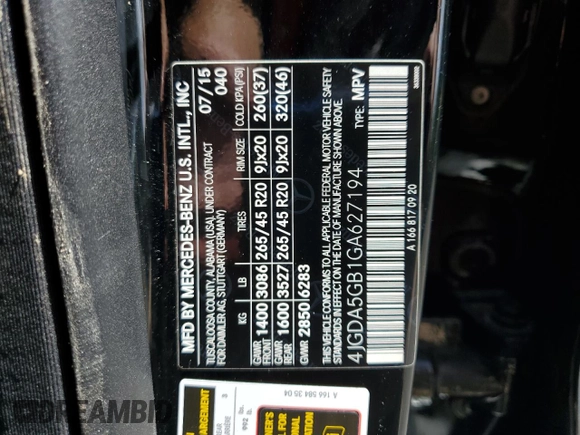 MFD BY MERCEDES-BENZ U.S. INTL., INC
07/15
TUSCALOOSA COUNTY, ALABAMA (USA), UNDER CONTRACT
FOR DAIMLER AG, STUTTGART (GERMANY)
040
KG LB TIRES RIM SIZE COLD KPA (PSI)
GAWR FRONT 1400 3086 265/45 R20 9Jx20 260(37)
GAWR REAR 1600 3527 265/45 R20 9Jx20 320(46)
GVWR 2850 6283
THIS VEHICLE CONFORMS TO ALL APPLICABLE FEDERAL MOTOR VEHICLE SAFETY
STANDARDS IN EFFECT ON THE DATE OF MANUFACTURE ABOVE.
4JGDA5GB1GA627194 TYPE: MPV
A 166 817 09 20
A 166 584 35 04
992 lbs.